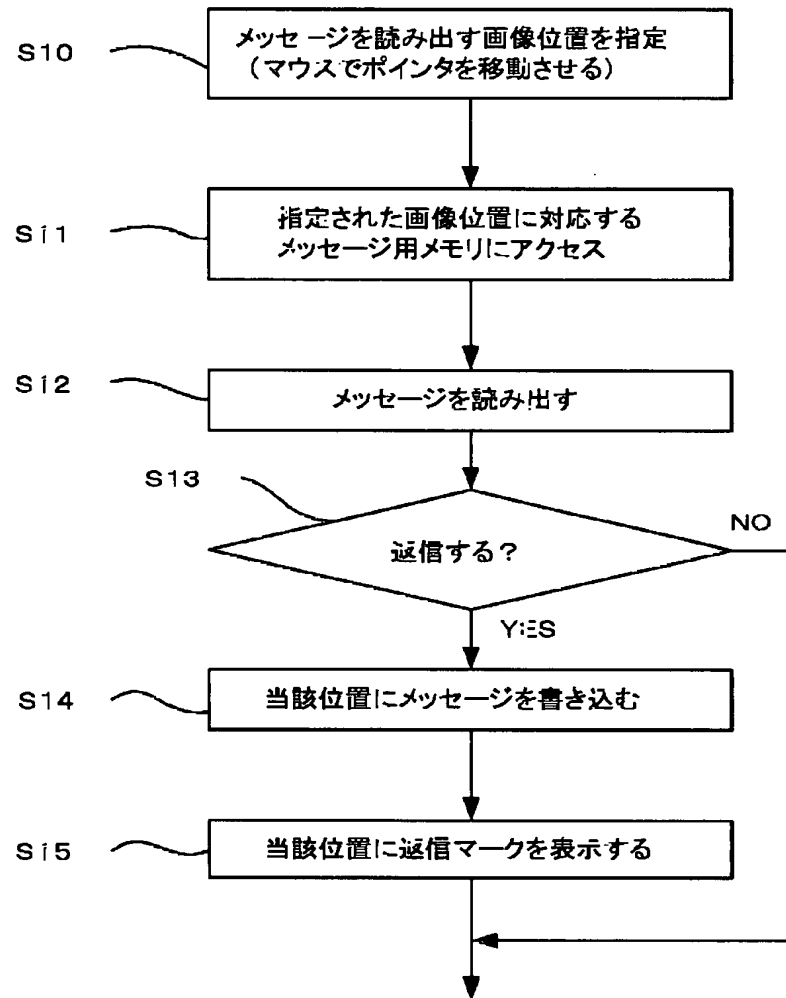 S10
メッセージを読み出す画像位置を指定
(マウスでポインタを移動させる)
S11
指定された画像位置に対応する
メッセージ用メモリにアクセス
S12
メッセージを読み出す
S13
返信する?
NO
YES
S14
当該位置にメッセージを書き込む
S15
当該位置に返信マークを表示する